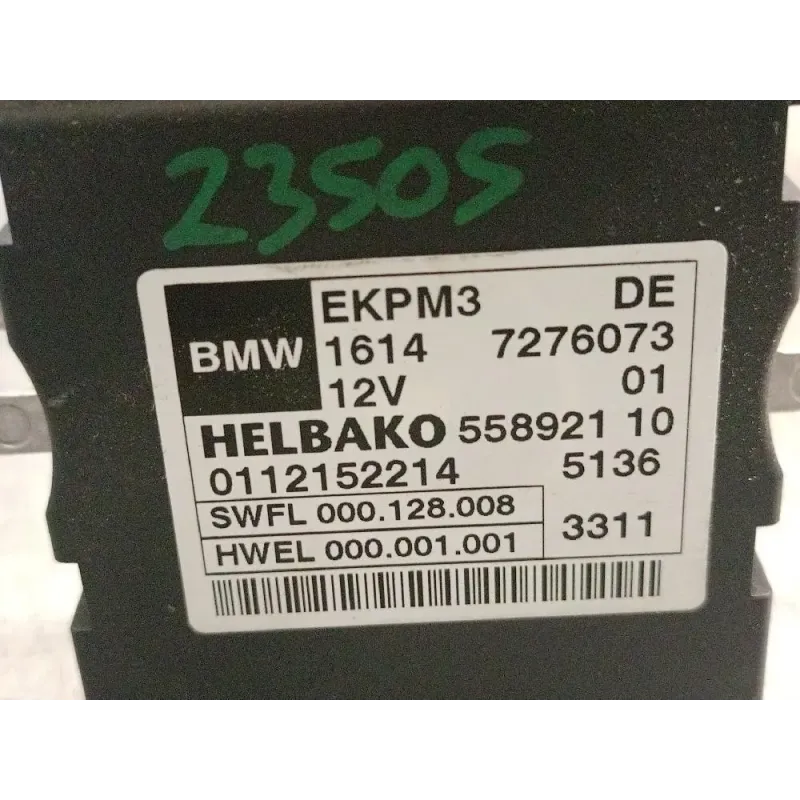 23505
BMW
EKPM3 DE
1614 7276073
12V 01
HELBAKO 558921 10
0112152214 5136
SWFL 000.128.008
HWEL 000.001.001
3311